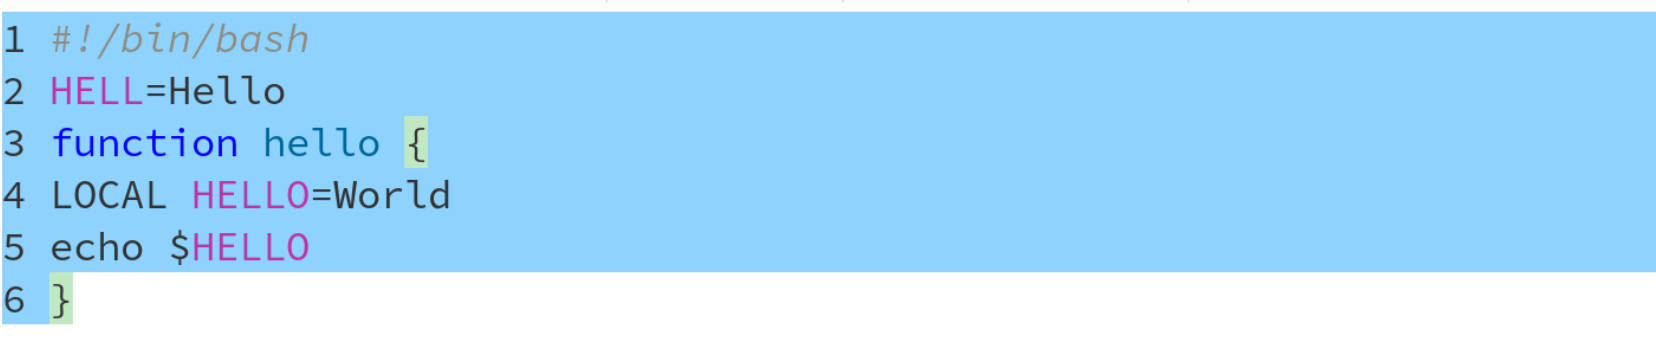 1 #!/bin/bash
2 HELL=Hello
3 function hello {
4 LOCAL HELLO=World
5 echo $HELLO
6 }